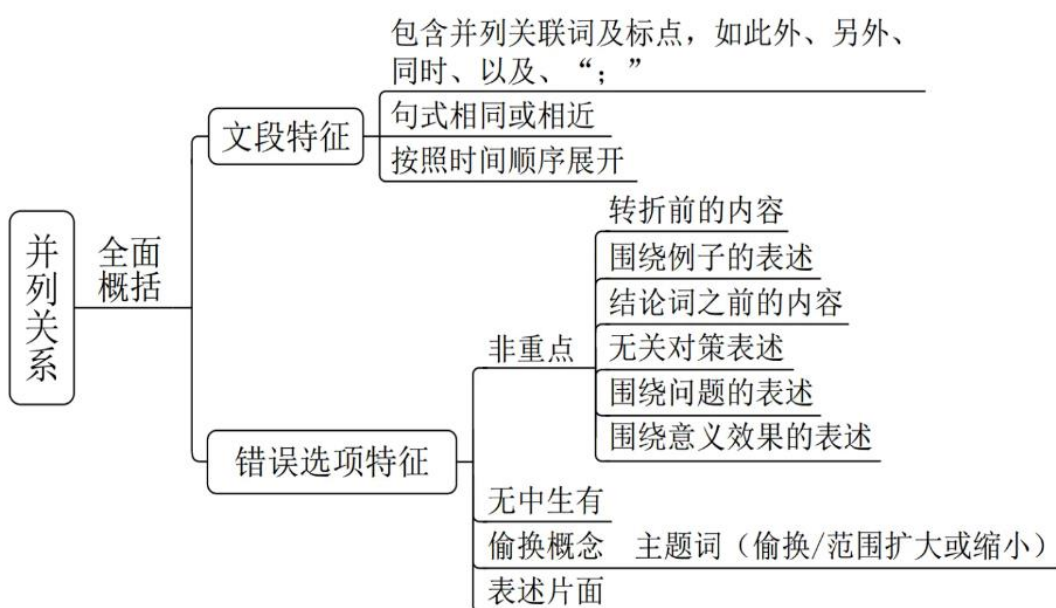 并列关系
全面
概括
文段特征
包含并列关联词及标点，如此外、另外、
同时、以及、“；”
句式相同或相近
按照时间顺序展开
错误选项特征
非重点
转折前的内容
围绕例子的表述
结论词之前的内容
无关对策表述
围绕问题的表述
围绕意义效果的表述
无中生有
偷换概念 主题词（偷换/范围扩大或缩小）
表述片面